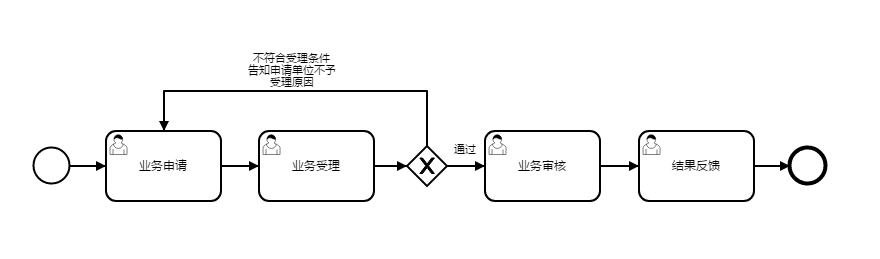 不符合受理条件
告知申请单位不予
受理原因
业务申请
业务受理
通过
业务审核
结果反馈